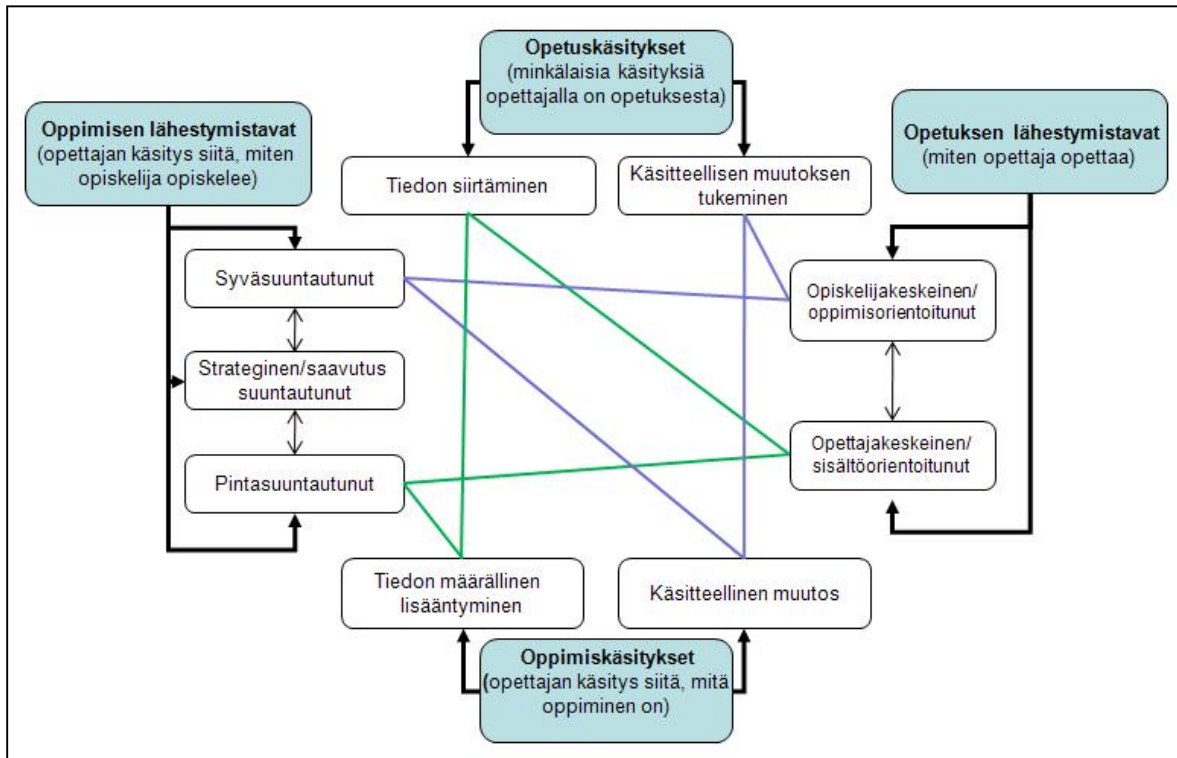 Opetuskäsitykset
(minkälaisia käsityksiä
opettajalla on opetuksesta)
Oppimisen lähestymistavat
(opettajan käsitys siitä, miten
opiskelija opiskelee)
Opetuksen lähestymistavat
(miten opettaja opettaa)
Tiedon siirtäminen
Käsitteellisen muutoksen
tukeminen
Syväsuuntautunut
Opiskelijakeskeinen/
oppimisorientoitunut
Strateginen/saavutus
suuntautunut
Opettajakeskeinen/
sisältöorientoitunut
Pintasuuntautunut
Tiedon määrällinen
lisääntyminen
Käsitteellinen muutos
Oppimiskäsitykset
(opettajan käsitys siitä, mitä
oppiminen on)